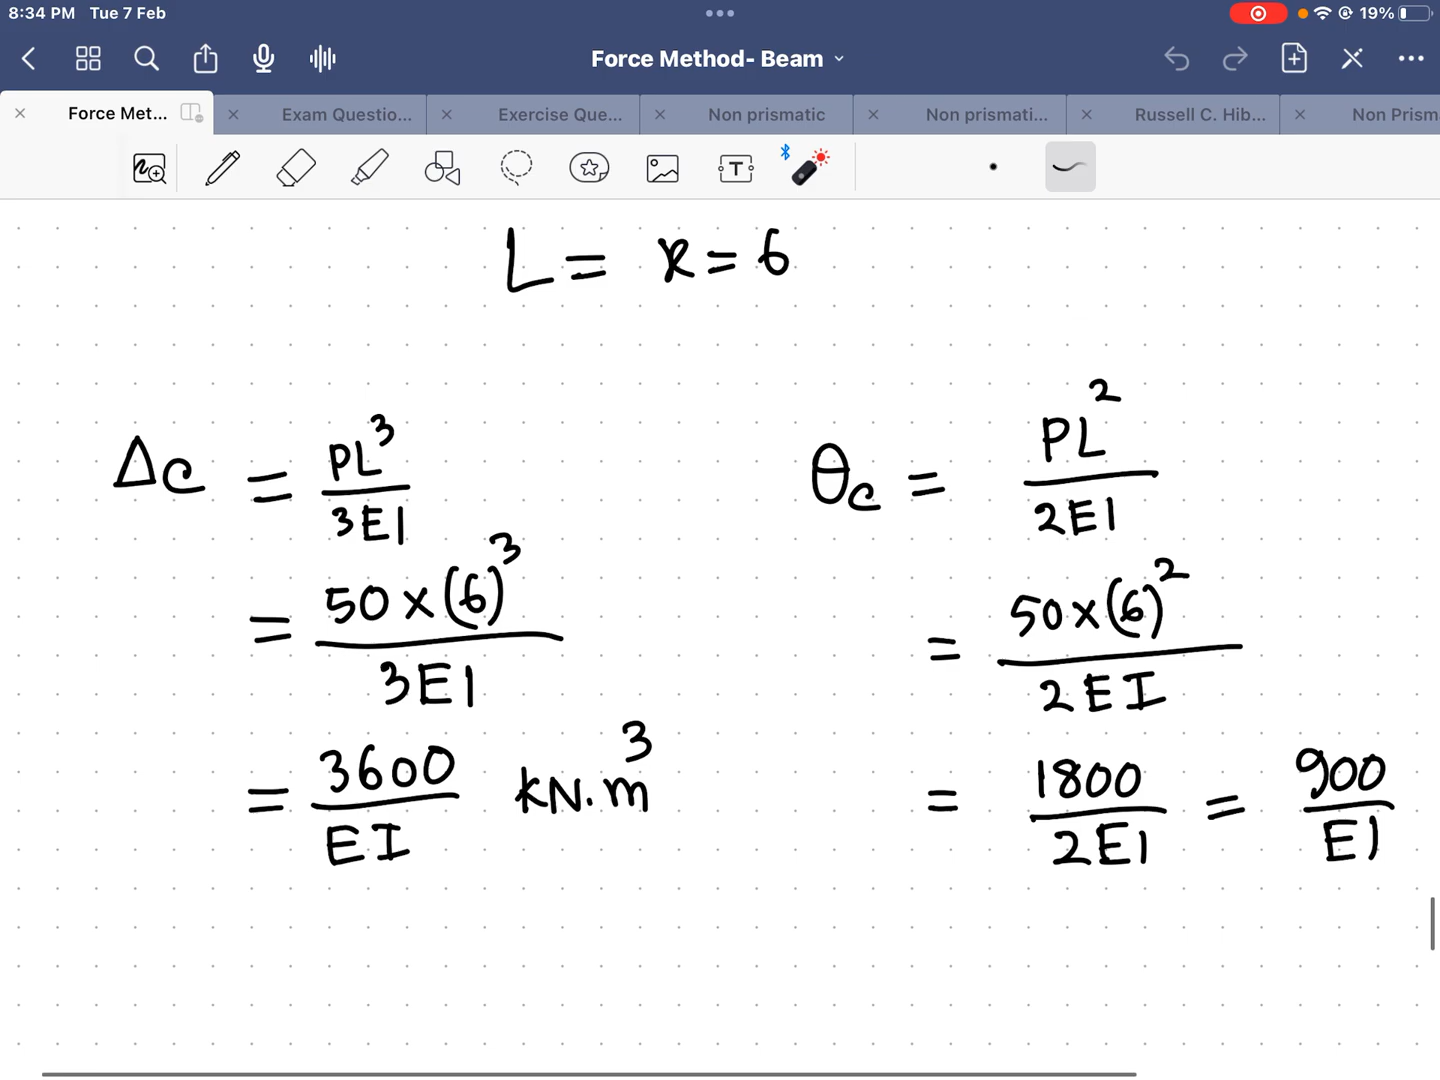 8:34 PM Tue 7 Feb
19%
Force Method- Beam
Force Met...
Exam Questio...
Exercise Que...
Non prismatic
Non prismati...
Russell C. Hib...
Non Prism
T
L = x = 6
Δc = PL³/3EI
= 50 × (6)³/3EI
= 3600/EI kN.m³
θc = PL²/2EI
= 50×(6)²/2EI
= 1800/2EI = 900/EI